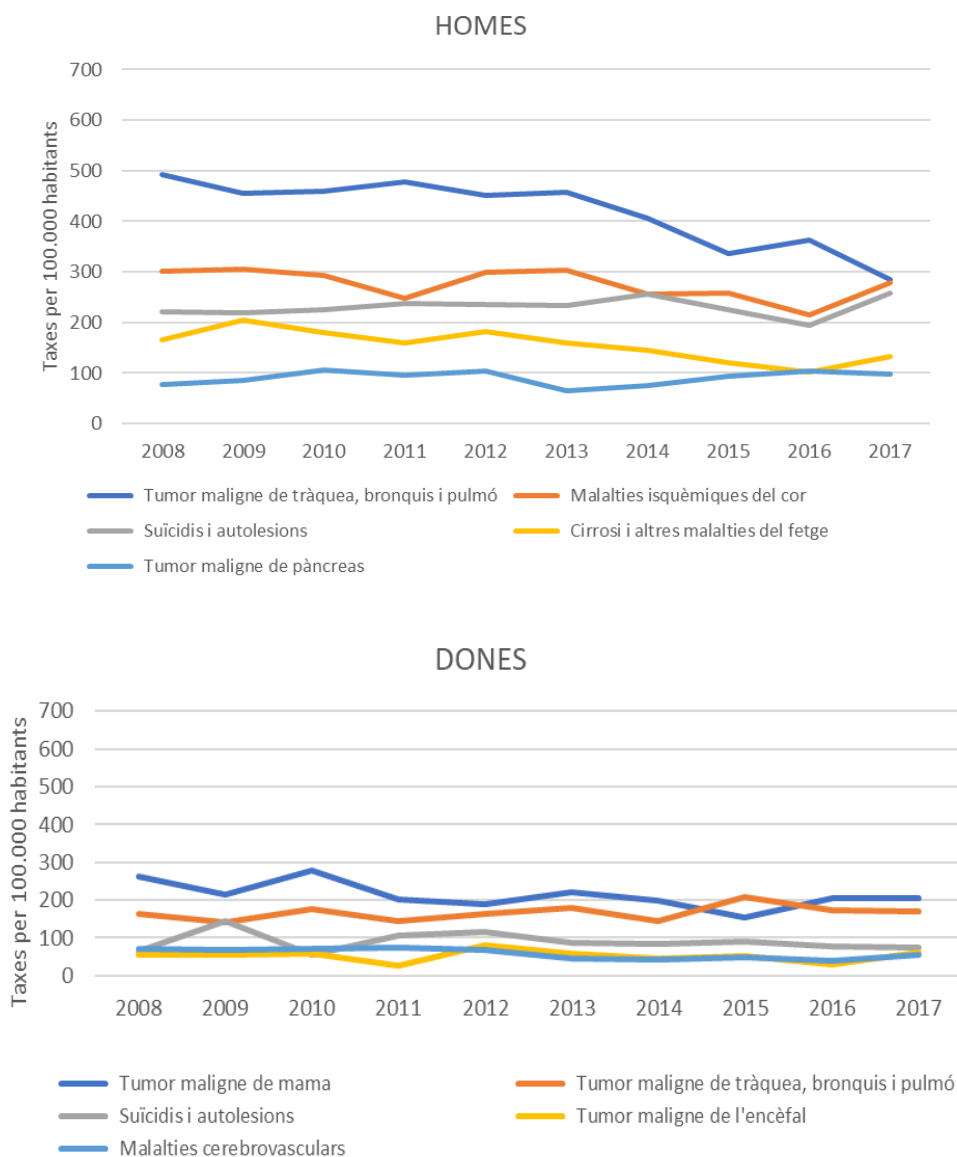 HOMES
Taxes per 100.000 habitants
700
600
500
400
300
200
100
0
2008 2009 2010 2011 2012 2013 2014 2015 2016 2017
Tumor maligne de tràquea, bronquis i pulmó Malalties isquèmiques del cor
Suïcidis i autolesions Cirrosi i altres malalties del fetge
Tumor maligne de pàncreas
DONES
Taxes per 100.000 habitants
700
600
500
400
300
200
100
0
2008 2009 2010 2011 2012 2013 2014 2015 2016 2017
Tumor maligne de mama Tumor maligne de tràquea, bronquis i pulmó
Suïcidis i autolesions Tumor maligne de l'encèfal
Malalties cerebrovasculars